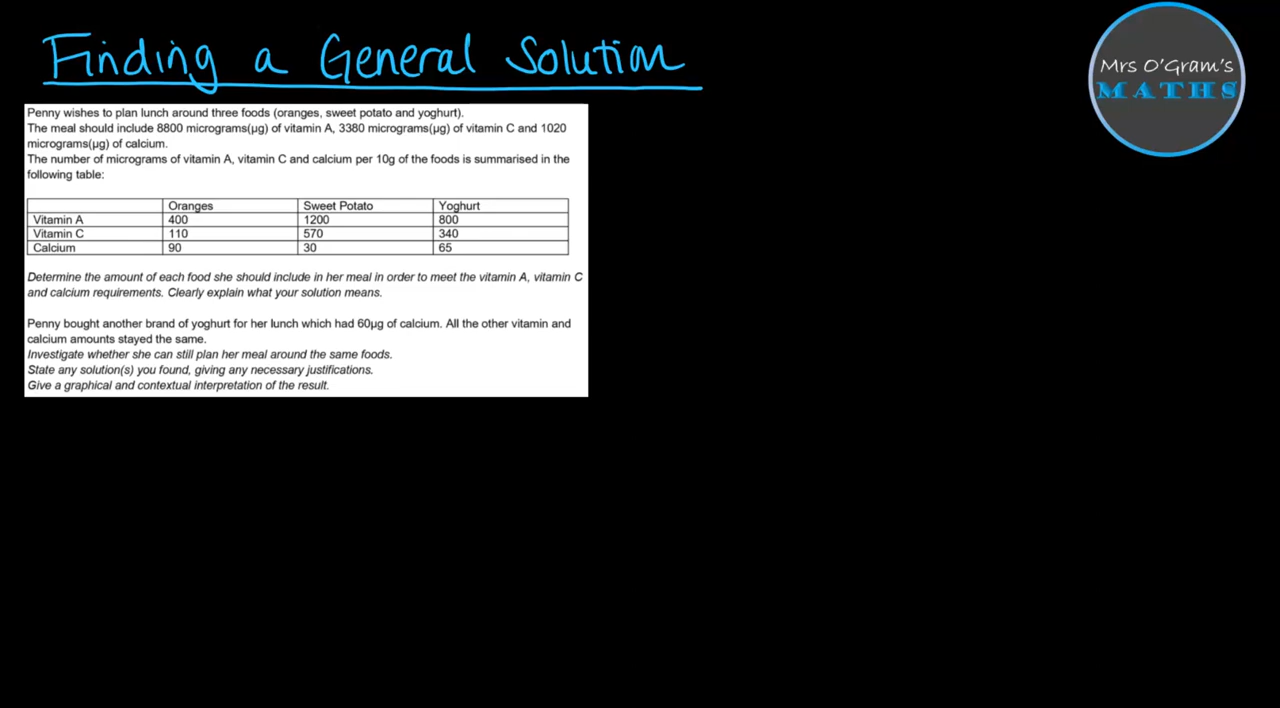 Finding a General Solution
Mrs O'Gram's
MATHS
Penny wishes to plan lunch around three foods (oranges, sweet potato and yoghurt).
The meal should include 8800 micrograms(µg) of vitamin A, 3380 micrograms(µg) of vitamin C and 1020
micrograms(µg) of calcium.
The number of micrograms of vitamin A, vitamin C and calcium per 10g of the foods is summarised in the
following table:
Oranges Sweet Potato Yoghurt
Vitamin A 400 1200 800
Vitamin C 110 570 340
Calcium 90 30 65
Determine the amount of each food she should include in her meal in order to meet the vitamin A, vitamin C
and calcium requirements. Clearly explain what your solution means.
Penny bought another brand of yoghurt for her lunch which had 60µg of calcium. All the other vitamin and
calcium amounts stayed the same.
Investigate whether she can still plan her meal around the same foods.
State any solution(s) you found, giving any necessary justifications.
Give a graphical and contextual interpretation of the result.